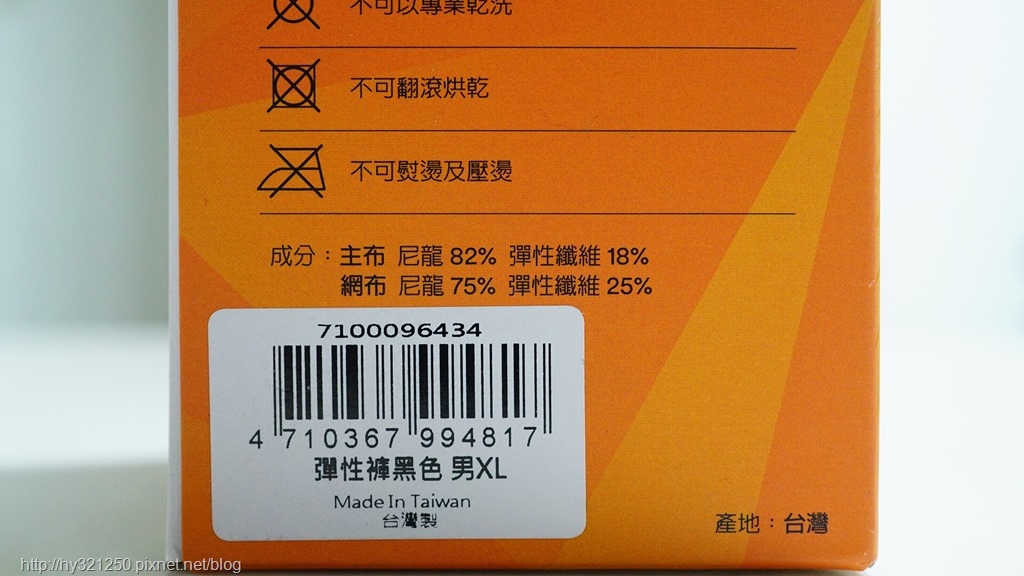 不可以專業乾洗
不可翻滾烘乾
不可熨燙及壓燙
成分：主布 尼龍 82% 彈性纖維 18%
網布 尼龍 75% 彈性纖維 25%
7100096434
4 710367 994817
彈性褲黑色 男XL
Made In Taiwan
台灣製
產地：台灣
http://hy321250.pixnet.net/blog